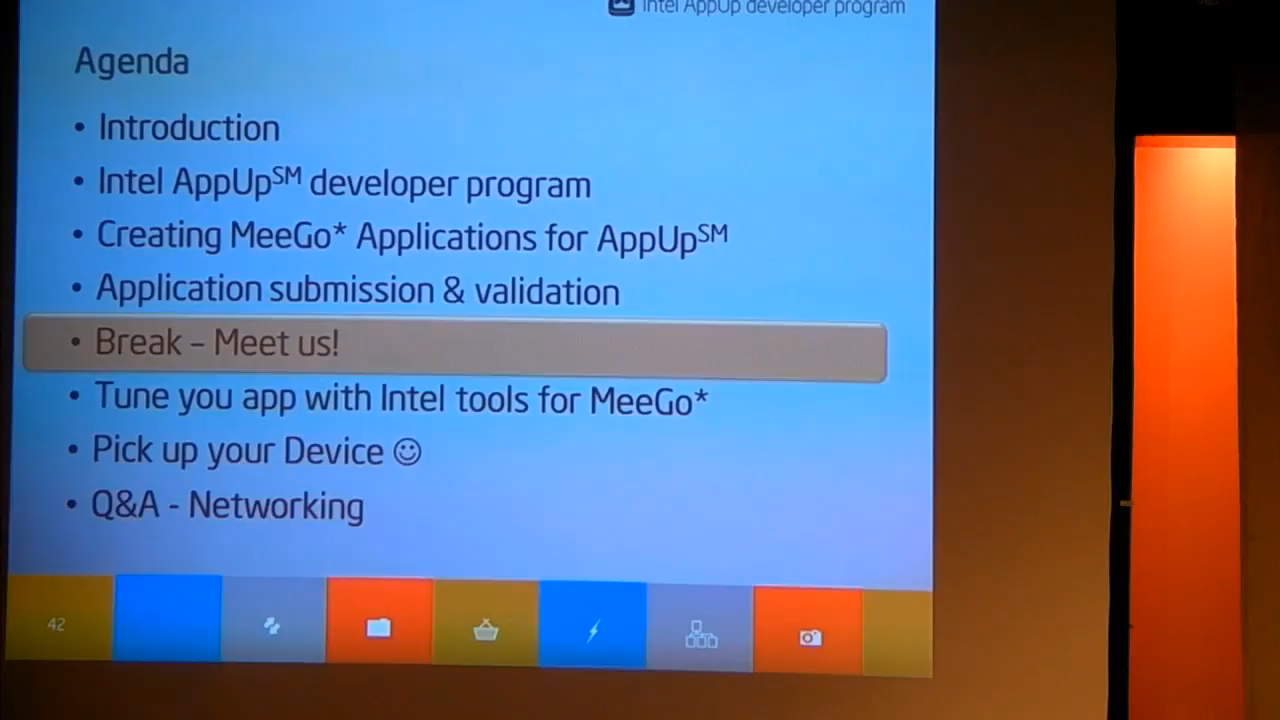 Intel AppUp developer program
Agenda
• Introduction
• Intel AppUpSM developer program
• Creating MeeGo* Applications for AppUpSM
• Application submission & validation
• Break – Meet us!
• Tune you app with Intel tools for MeeGo*
• Pick up your Device ☺
• Q&A - Networking
42